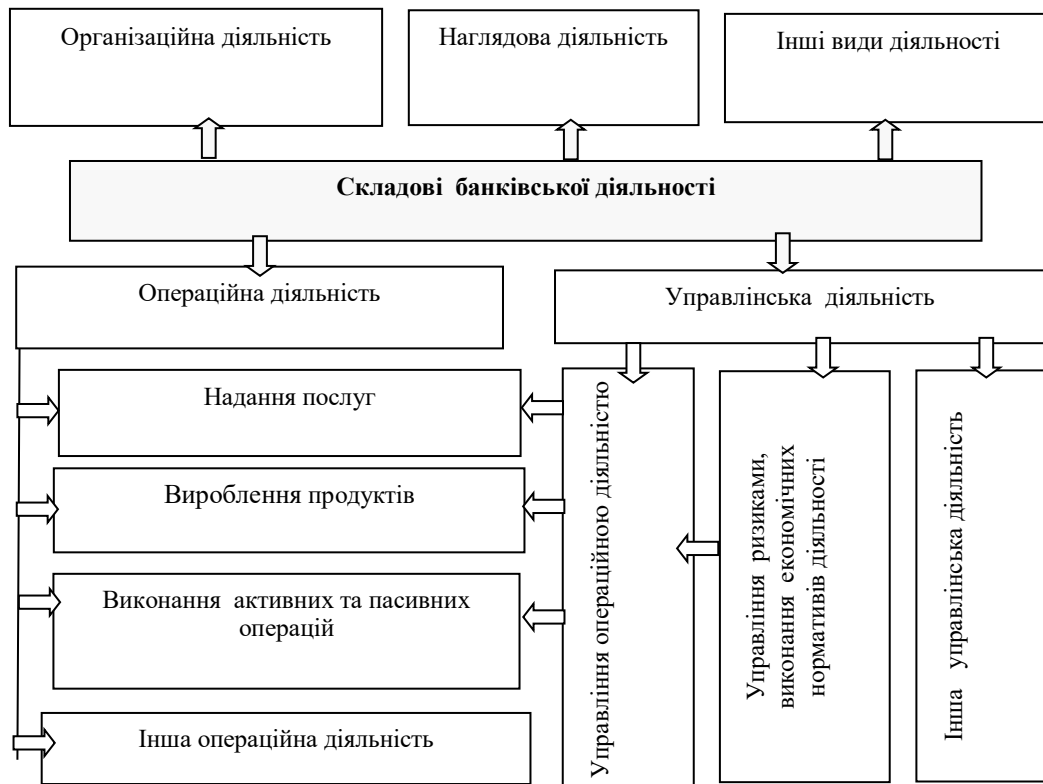 Організаційна діяльність
Наглядова діяльність
Інші види діяльності
Складові банківської діяльності
Операційна діяльність
Управлінська діяльність
Надання послуг
Вироблення продуктів
Виконання активних та пасивних
операцій
Інша операційна діяльність
Управління операційною діяльністю
Управління ризиками,
виконання економічних
нормативів діяльності
Інша управлінська діяльність